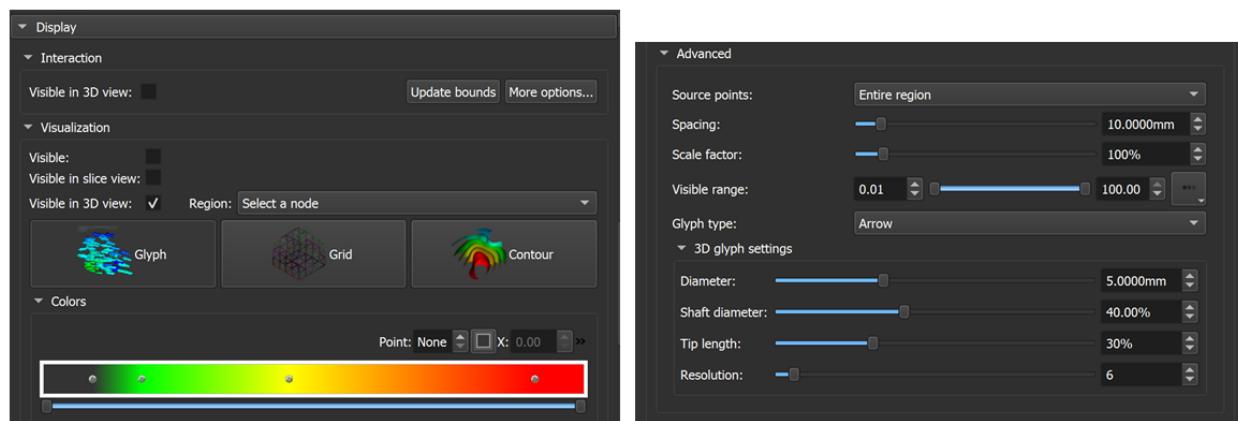 Display
Interaction
Visible in 3D view: Update bounds More options...
Visualization
Visible:
Visible in slice view:
Visible in 3D view: Region: Select a node
Glyph Grid Contour
Colors
Point: None X: 0.00 »
Advanced
Source points: Entire region
Spacing: 10.0000mm
Scale factor: 100%
Visible range: 0.01 100.00 ...
Glyph type: Arrow
3D glyph settings
Diameter: 5.0000mm
Shaft diameter: 40.00%
Tip length: 30%
Resolution: 6